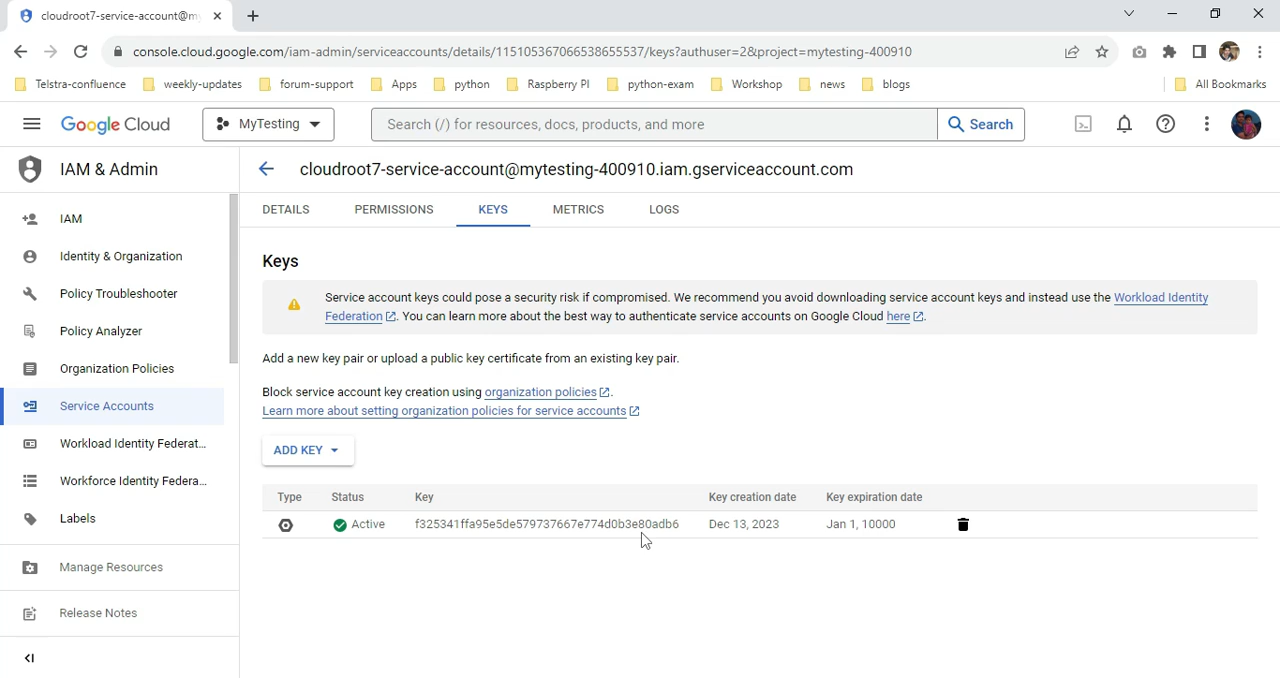 cloudroot7-service-account@my
console.cloud.google.com/iam-admin/serviceaccounts/details/115105367066538655537/keys?authuser=2&project=mytesting-400910
Telstra-confluence weekly-updates forum-support Apps python Raspberry PI python-exam Workshop news blogs All Bookmarks
Google Cloud MyTesting Search (/) for resources, docs, products, and more Search
IAM & Admin
cloudroot7-service-account@mytesting-400910.iam.gserviceaccount.com
IAM
Identity & Organization
Policy Troubleshooter
Policy Analyzer
Organization Policies
Service Accounts
Workload Identity Federat...
Workforce Identity Federa...
Labels
Manage Resources
Release Notes
DETAILS PERMISSIONS KEYS METRICS LOGS
Keys
Service account keys could pose a security risk if compromised. We recommend you avoid downloading service account keys and instead use the Workload Identity
Federation. You can learn more about the best way to authenticate service accounts on Google Cloud here.
Add a new key pair or upload a public key certificate from an existing key pair.
Block service account key creation using organization policies.
Learn more about setting organization policies for service accounts
ADD KEY
Type Status Key Key creation date Key expiration date
Active f325341ffa95e5de579737667e774d0b3e80adb6 Dec 13, 2023 Jan 1, 10000